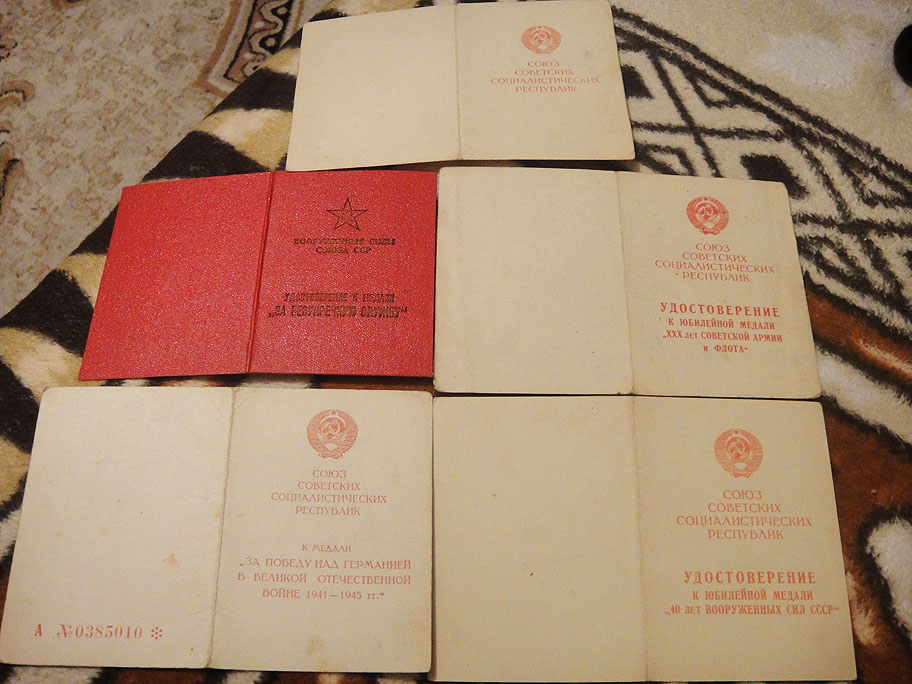 СОЮЗ
СОВЕТСКИХ
СОЦИАЛИСТИЧЕСКИХ
РЕСПУБЛИК
ВООРУЖЕННЫЕ СИЛЫ
СОЮЗА ССР
УДОСТОВЕРЕНИЕ К МЕДАЛИ
„ЗА БЕЗУПРЕЧНУЮ СЛУЖБУ“
СОЮЗ
СОВЕТСКИХ
СОЦИАЛИСТИЧЕСКИХ
РЕСПУБЛИК
УДОСТОВЕРЕНИЕ
К ЮБИЛЕЙНОЙ МЕДАЛИ
„XXX ЛЕТ СОВЕТСКОЙ АРМИИ
И ФЛОТА“
СОЮЗ
СОВЕТСКИХ
СОЦИАЛИСТИЧЕСКИХ
РЕСПУБЛИК
К МЕДАЛИ
„ЗА ПОБЕДУ НАД ГЕРМАНИЕЙ
В ВЕЛИКОЙ ОТЕЧЕСТВЕННОЙ
ВОЙНЕ 1941—1945 гг.“
А №0385010 ✻
СОЮЗ
СОВЕТСКИХ
СОЦИАЛИСТИЧЕСКИХ
РЕСПУБЛИК
УДОСТОВЕРЕНИЕ
К ЮБИЛЕЙНОЙ МЕДАЛИ
„40 ЛЕТ ВООРУЖЕННЫХ СИЛ СССР“